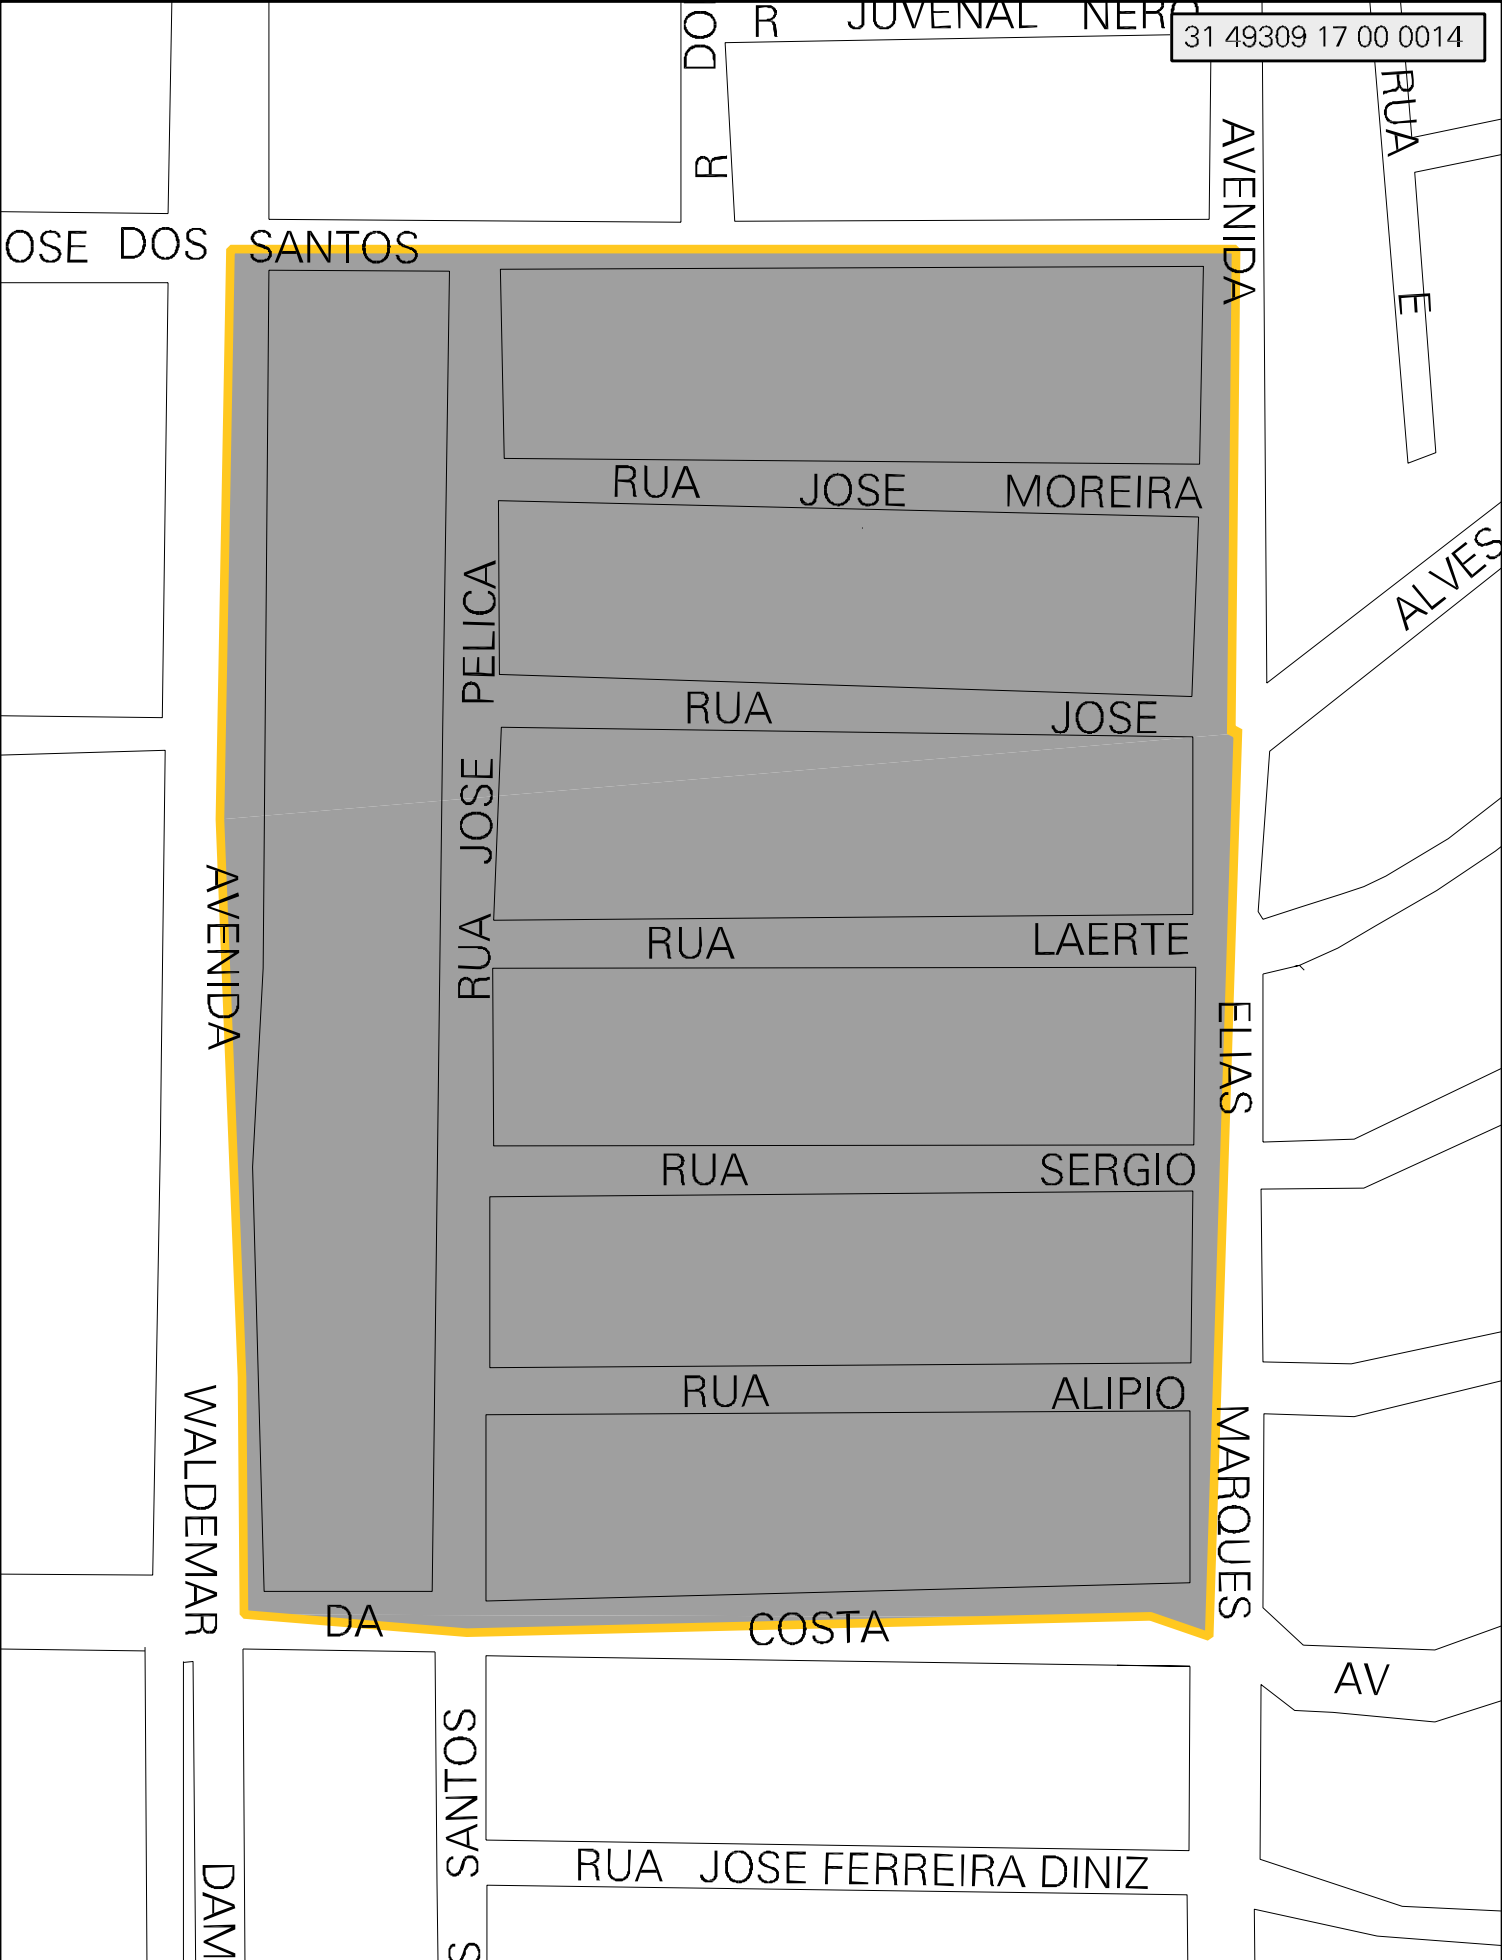 DO
R JUVENAL NERO
31 49309 17 00 0014
RUA
R
AVENIDA
OSE DOS SANTOS
E
RUA JOSE MOREIRA
ALVES
RUA JOSE PELICA
RUA JOSE
AVENIDA
RUA LAERTE
ELIAS
RUA SERGIO
WALDEMAR
RUA ALIPIO
MARQUES
DA COSTA
AV
SANTOS
RUA JOSE FERREIRA DINIZ
DAM
S